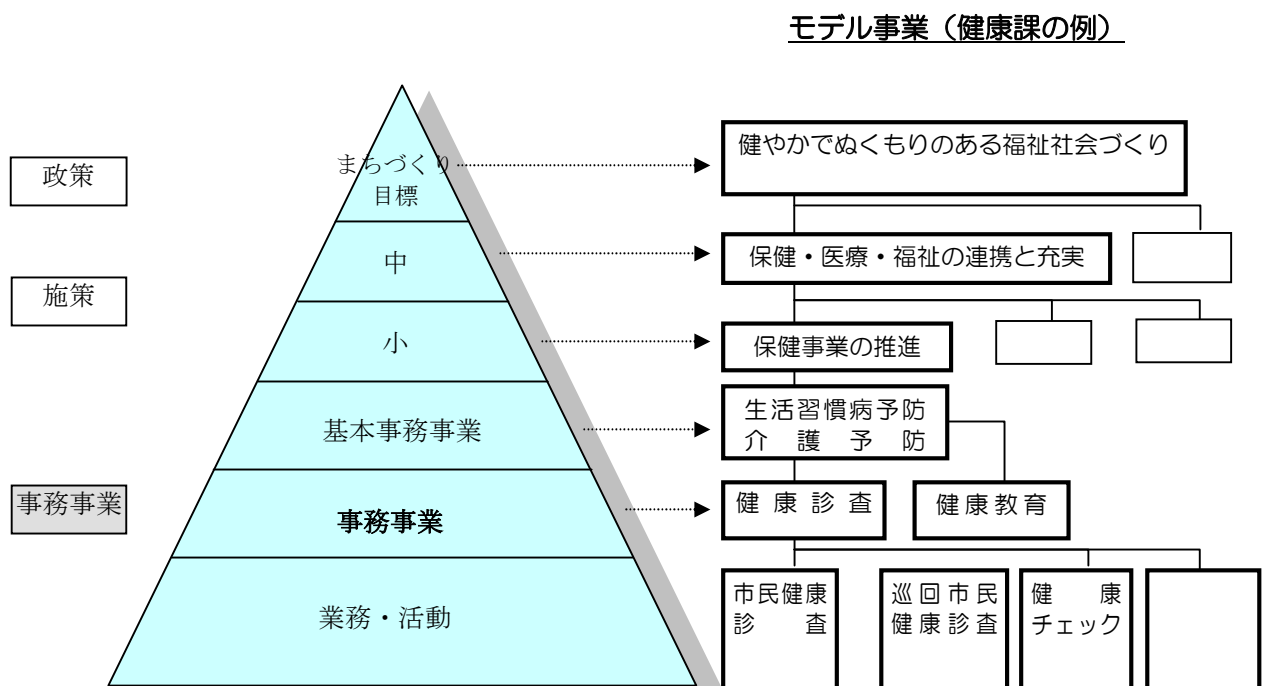 モデル事業（健康課の例）
政策
施策
事務事業
まちづくり
目標
中
小
基本事務事業
事務事業
業務・活動
健やかでぬくもりのある福祉社会づくり
保健・医療・福祉の連携と充実
保健事業の推進
生活習慣病予防
介護予防
健康診査
健康教育
市民健康
診査
巡回市民
健康診査
健康
チェック